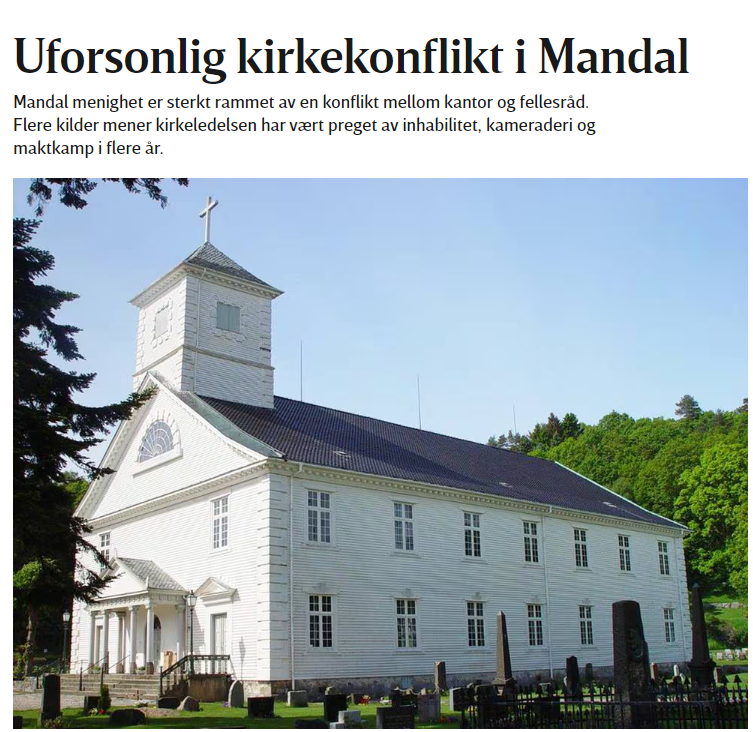 Uforsonlig kirkekonflikt i Mandal
Mandal menighet er sterkt rammet av en konflikt mellom kantor og fellesråd.
Flere kilder mener kirkeledelsen har vært preget av inhabilitet, kameraderi og
maktkamp i flere år.